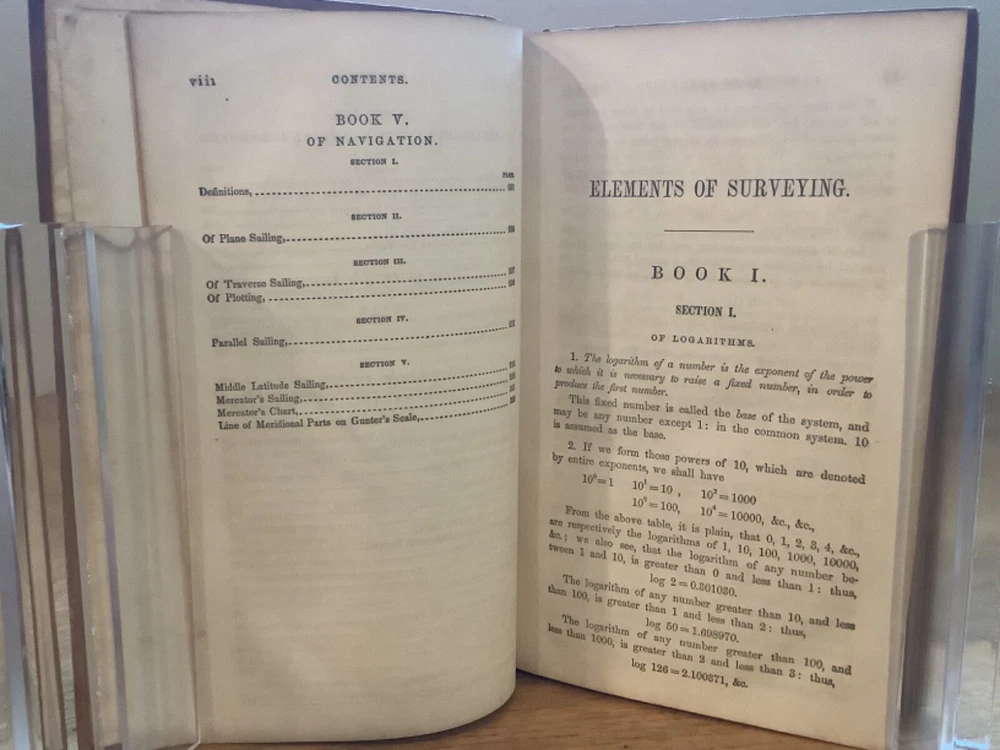 viii
CONTENTS.
BOOK V.
OF NAVIGATION.
SECTION I.
PAGE
Definitions,
SECTION II.
Of Plane Sailing,
SECTION III.
Of Traverse Sailing,
Of Plotting,
SECTION IV.
Parallel Sailing,
SECTION V.
Middle Latitude Sailing,
Mercator's Sailing,
Mercator's Chart,
Line of Meridional Parts on Gunter's Scale,
ELEMENTS OF SURVEYING.
BOOK I.
SECTION I.
OF LOGARITHMS.
1. The logarithm of a number is the exponent of the power
to which it is necessary to raise a fixed number, in order to
produce the first number.
This fixed number is called the base of the system, and
may be any number except 1: in the common system. 10
is assumed as the base.
2. If we form those powers of 10, which are denoted
by entire exponents, we shall have
10⁰=1 10¹=10 , 10³=1000
10²=100, 10⁴=10000, &c., &c.,
From the above table, it is plain, that 0, 1, 2, 3, 4, &c.,
are respectively the logarithms of 1, 10, 100, 1000, 10000,
&c.; we also see, that the logarithm of any number be-
tween 1 and 10, is greater than 0 and less than 1: thus,
log 2=0.301030.
The logarithm of any number greater than 10, and less
than 100, is greater than 1 and less than 2: thus,
log 50=1.698970.
The logarithm of any number greater than 100, and
less than 1000, is greater than 2 and less than 3: thus,
log 126=2.100371, &c.